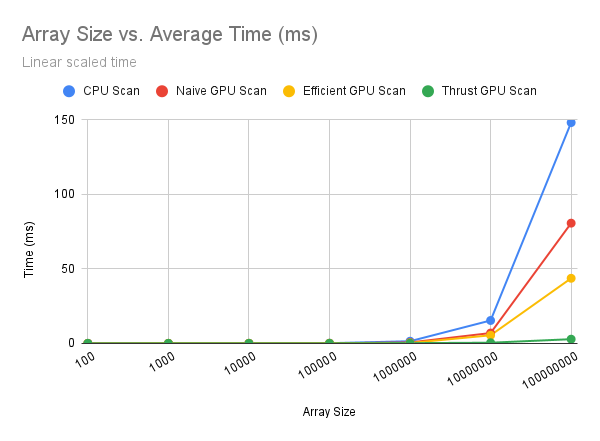 Array Size vs. Average Time (ms)
Linear scaled time
CPU Scan Naive GPU Scan Efficient GPU Scan Thrust GPU Scan
150
100
50
0
Time (ms)
100 1000 10000 100000 1000000 10000000 100000000
Array Size